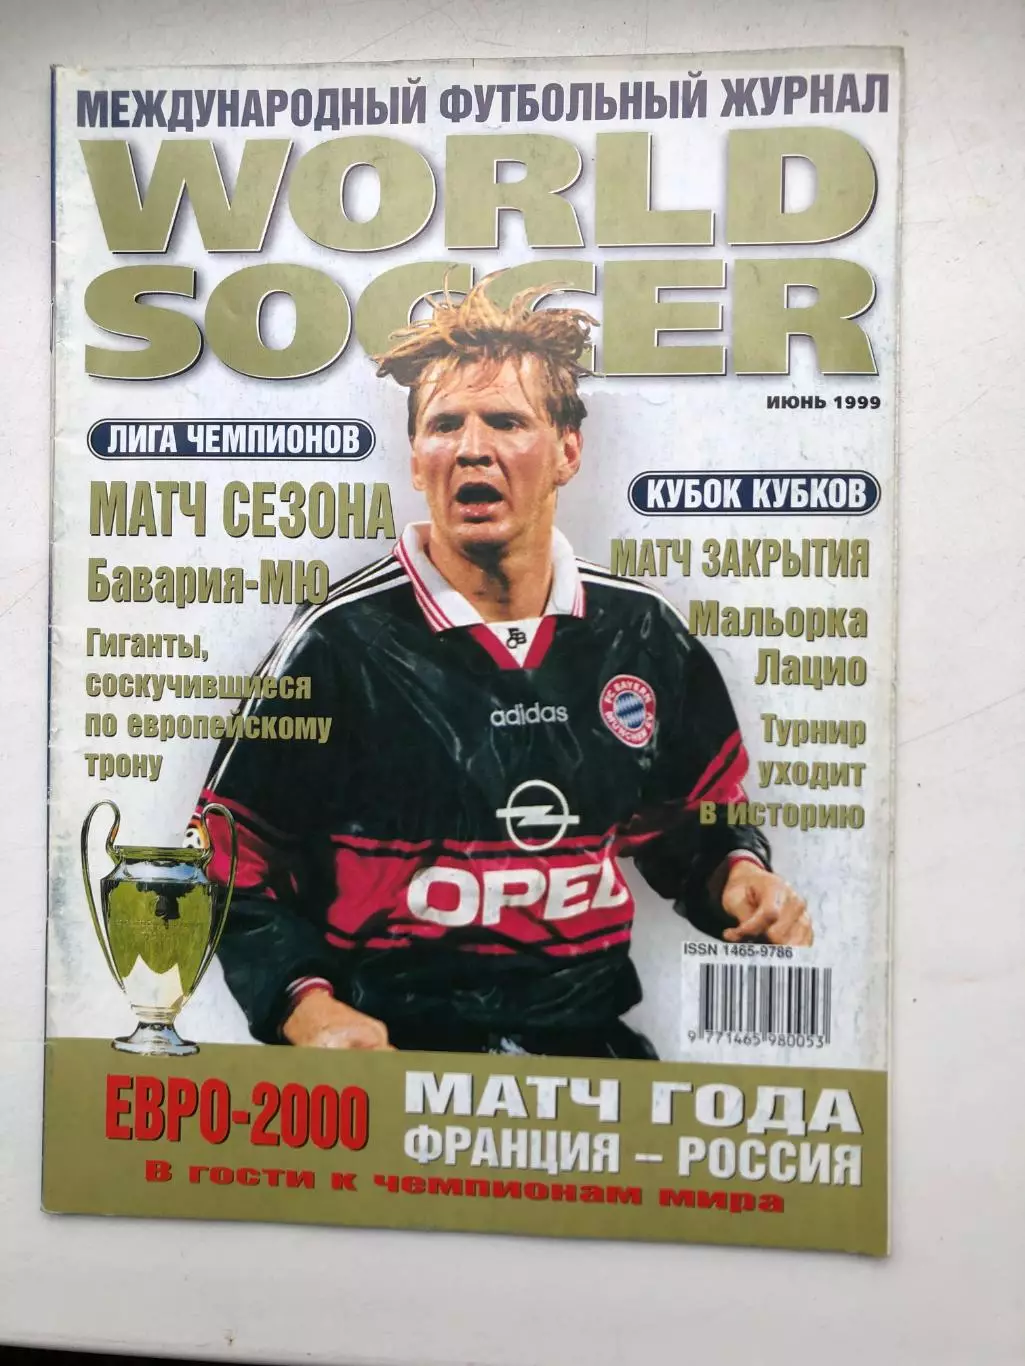 МЕЖДУНАРОДНЫЙ ФУТБОЛЬНЫЙ ЖУРНАЛ
WORLD
SOCCER
ИЮНЬ 1999
ЛИГА ЧЕМПИОНОВ
МАТЧ СЕЗОНА
Бавария-МЮ
Гиганты,
соскучившиеся
по европейскому
трону
КУБОК КУБКОВ
МАТЧ ЗАКРЫТИЯ
Мальорка
Лацио
Турнир
уходит
в историю
adidas
FC BAYERN
MÜNCHEN E.V.
OPEL
ISSN 1465-9786
9 771465 980053
ЕВРО-2000
МАТЧ ГОДА
ФРАНЦИЯ – РОССИЯ
В гости к чемпионам мира